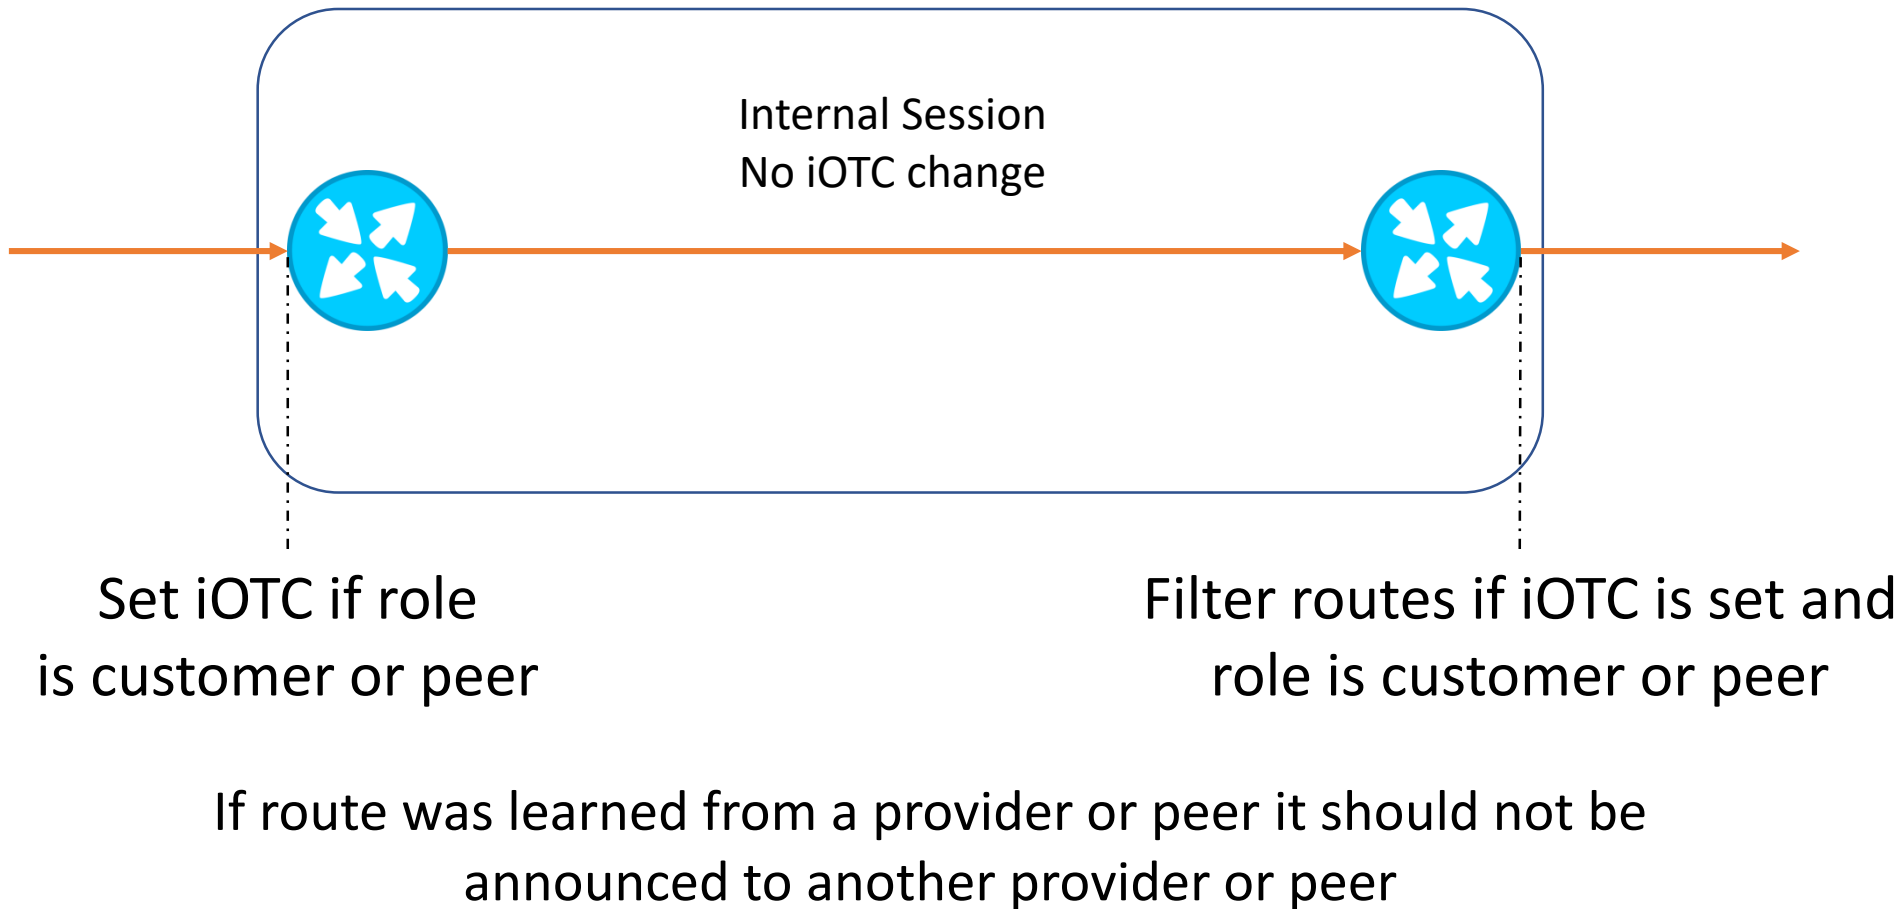 Internal Session
No iOTC change
Set iOTC if role
is customer or peer
Filter routes if iOTC is set and
role is customer or peer
If route was learned from a provider or peer it should not be
announced to another provider or peer